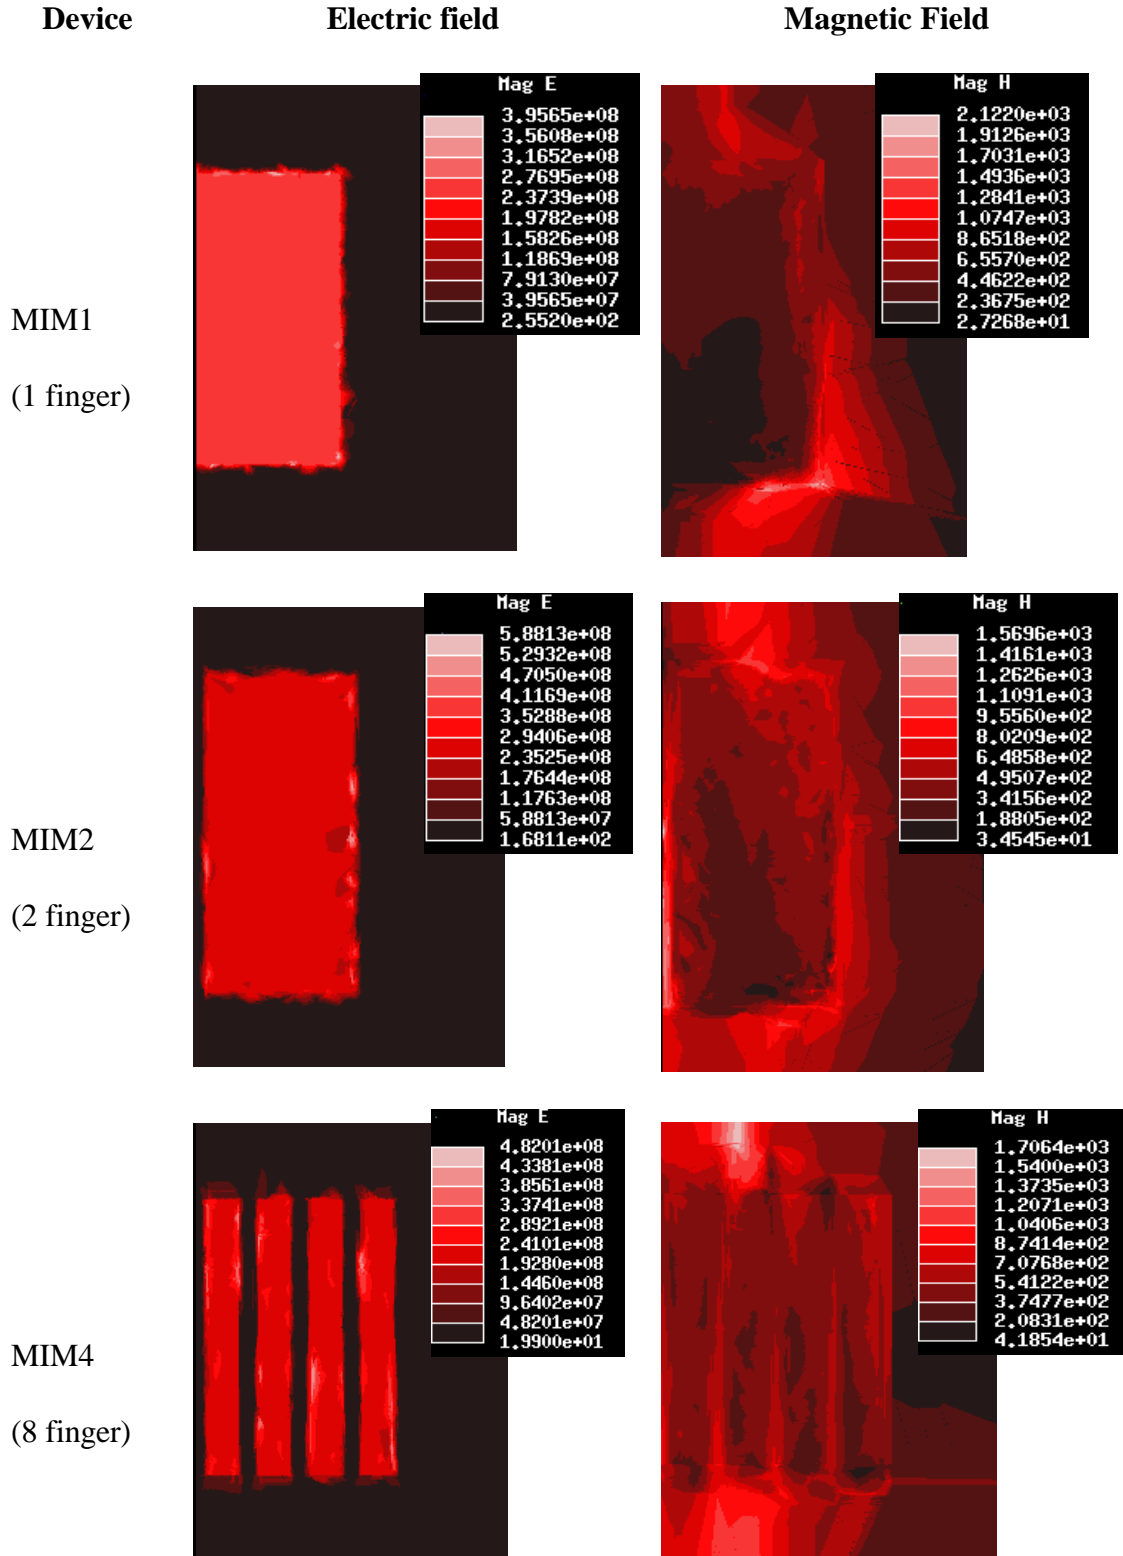 Device Electric field Magnetic Field
Mag E
3.9565e+08
3.5608e+08
3.1652e+08
2.7695e+08
2.3739e+08
1.9782e+08
1.5826e+08
1.1869e+08
7.9130e+07
3.9565e+07
2.5520e+02
Mag H
2.1220e+03
1.9126e+03
1.7031e+03
1.4936e+03
1.2841e+03
1.0747e+03
8.6518e+02
6.5570e+02
4.4622e+02
2.3675e+02
2.7268e+01
MIM1
(1 finger)
Mag E
5.8813e+08
5.2932e+08
4.7050e+08
4.1169e+08
3.5288e+08
2.9406e+08
2.3525e+08
1.7644e+08
1.1763e+08
5.8813e+07
1.6811e+02
Mag H
1.5696e+03
1.4161e+03
1.2626e+03
1.1091e+03
9.5560e+02
8.0209e+02
6.4858e+02
4.9507e+02
3.4156e+02
1.8805e+02
3.4545e+01
MIM2
(2 finger)
Mag E
4.8201e+08
4.3381e+08
3.8561e+08
3.3741e+08
2.8921e+08
2.4101e+08
1.9280e+08
1.4460e+08
9.6402e+07
4.8201e+07
1.9900e+01
Mag H
1.7064e+03
1.5400e+03
1.3735e+03
1.2071e+03
1.0406e+03
8.7414e+02
7.0768e+02
5.4122e+02
3.7477e+02
2.0831e+02
4.1854e+01
MIM4
(8 finger)